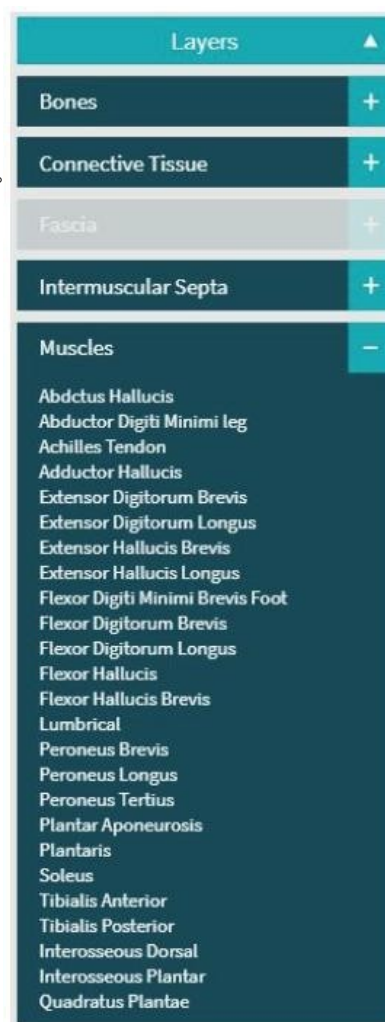 Layers
Bones
Connective Tissue
Fascia
Intermuscular Septa
Muscles
Abdctus Hallucis
Abductor Digiti Minimi leg
Achilles Tendon
Adductor Hallucis
Extensor Digitorum Brevis
Extensor Digitorum Longus
Extensor Hallucis Brevis
Extensor Hallucis Longus
Flexor Digiti Minimi Brevis Foot
Flexor Digitorum Brevis
Flexor Digitorum Longus
Flexor Hallucis
Flexor Hallucis Brevis
Lumbrical
Peroneus Brevis
Peroneus Longus
Peroneus Tertius
Plantar Aponeurosis
Plantaris
Soleus
Tibialis Anterior
Tibialis Posterior
Interosseous Dorsal
Interosseous Plantar
Quadratus Plantae